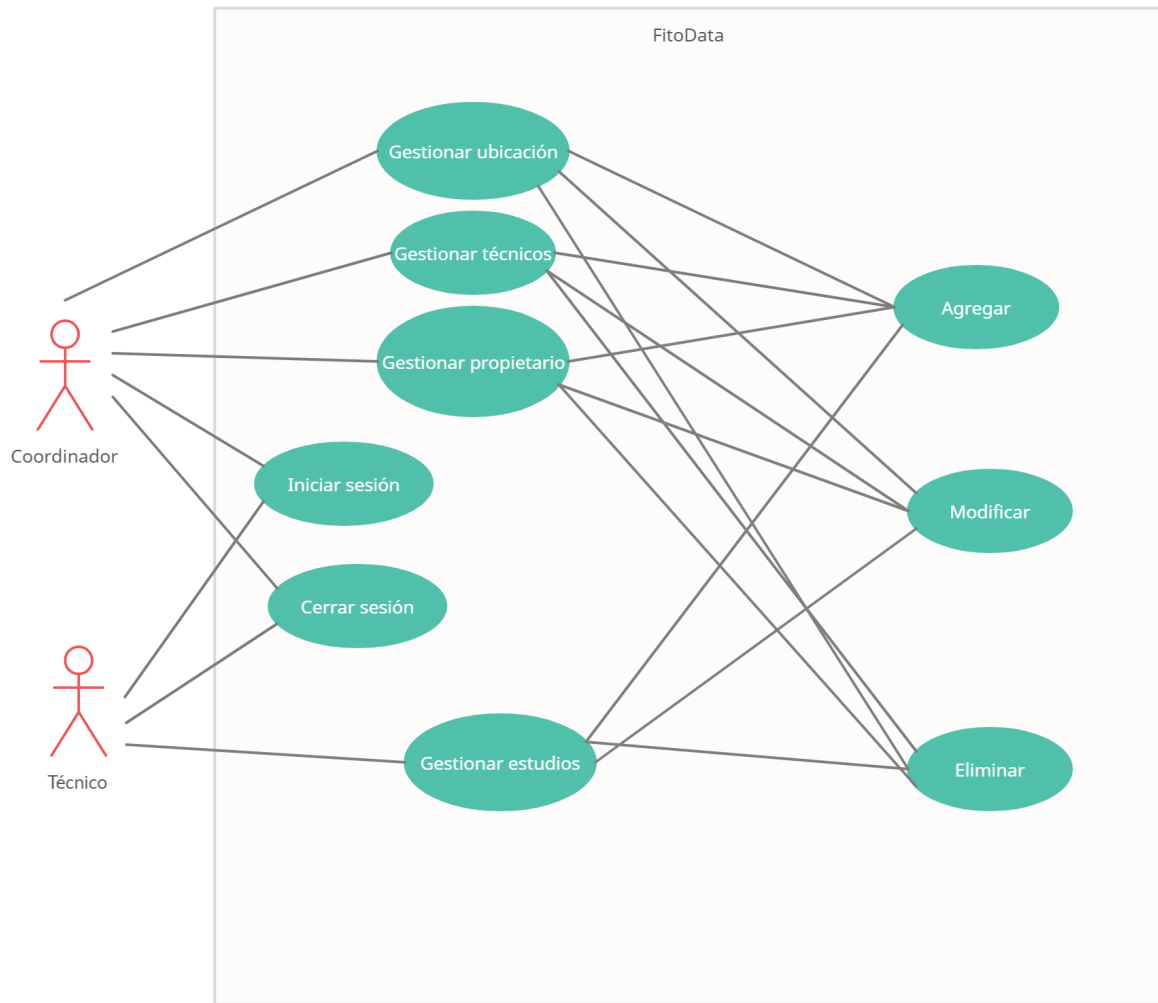 FitoData
Gestionar ubicación
Gestionar técnicos
Agregar
Gestionar propietario
Coordinador
Iniciar sesión
Modificar
Cerrar sesión
Técnico
Gestionar estudios
Eliminar